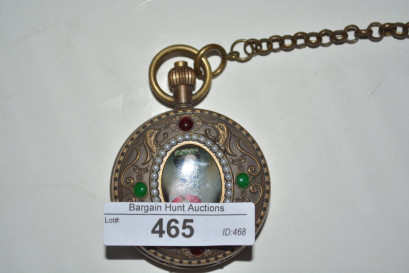 Bargain Hunt Auctions
Lot#:
465
ID:468